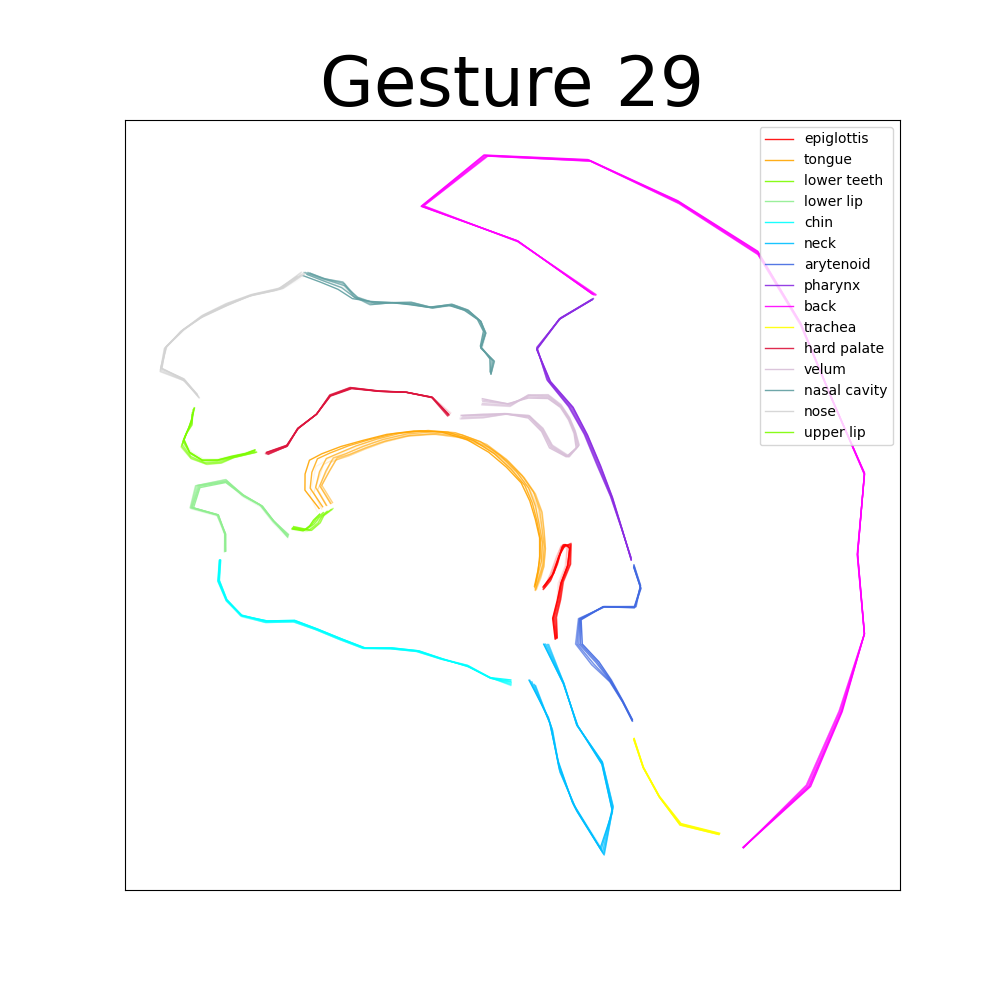 Gesture 29
epiglottis
tongue
lower teeth
lower lip
chin
neck
arytenoid
pharynx
back
trachea
hard palate
velum
nasal cavity
nose
upper lip